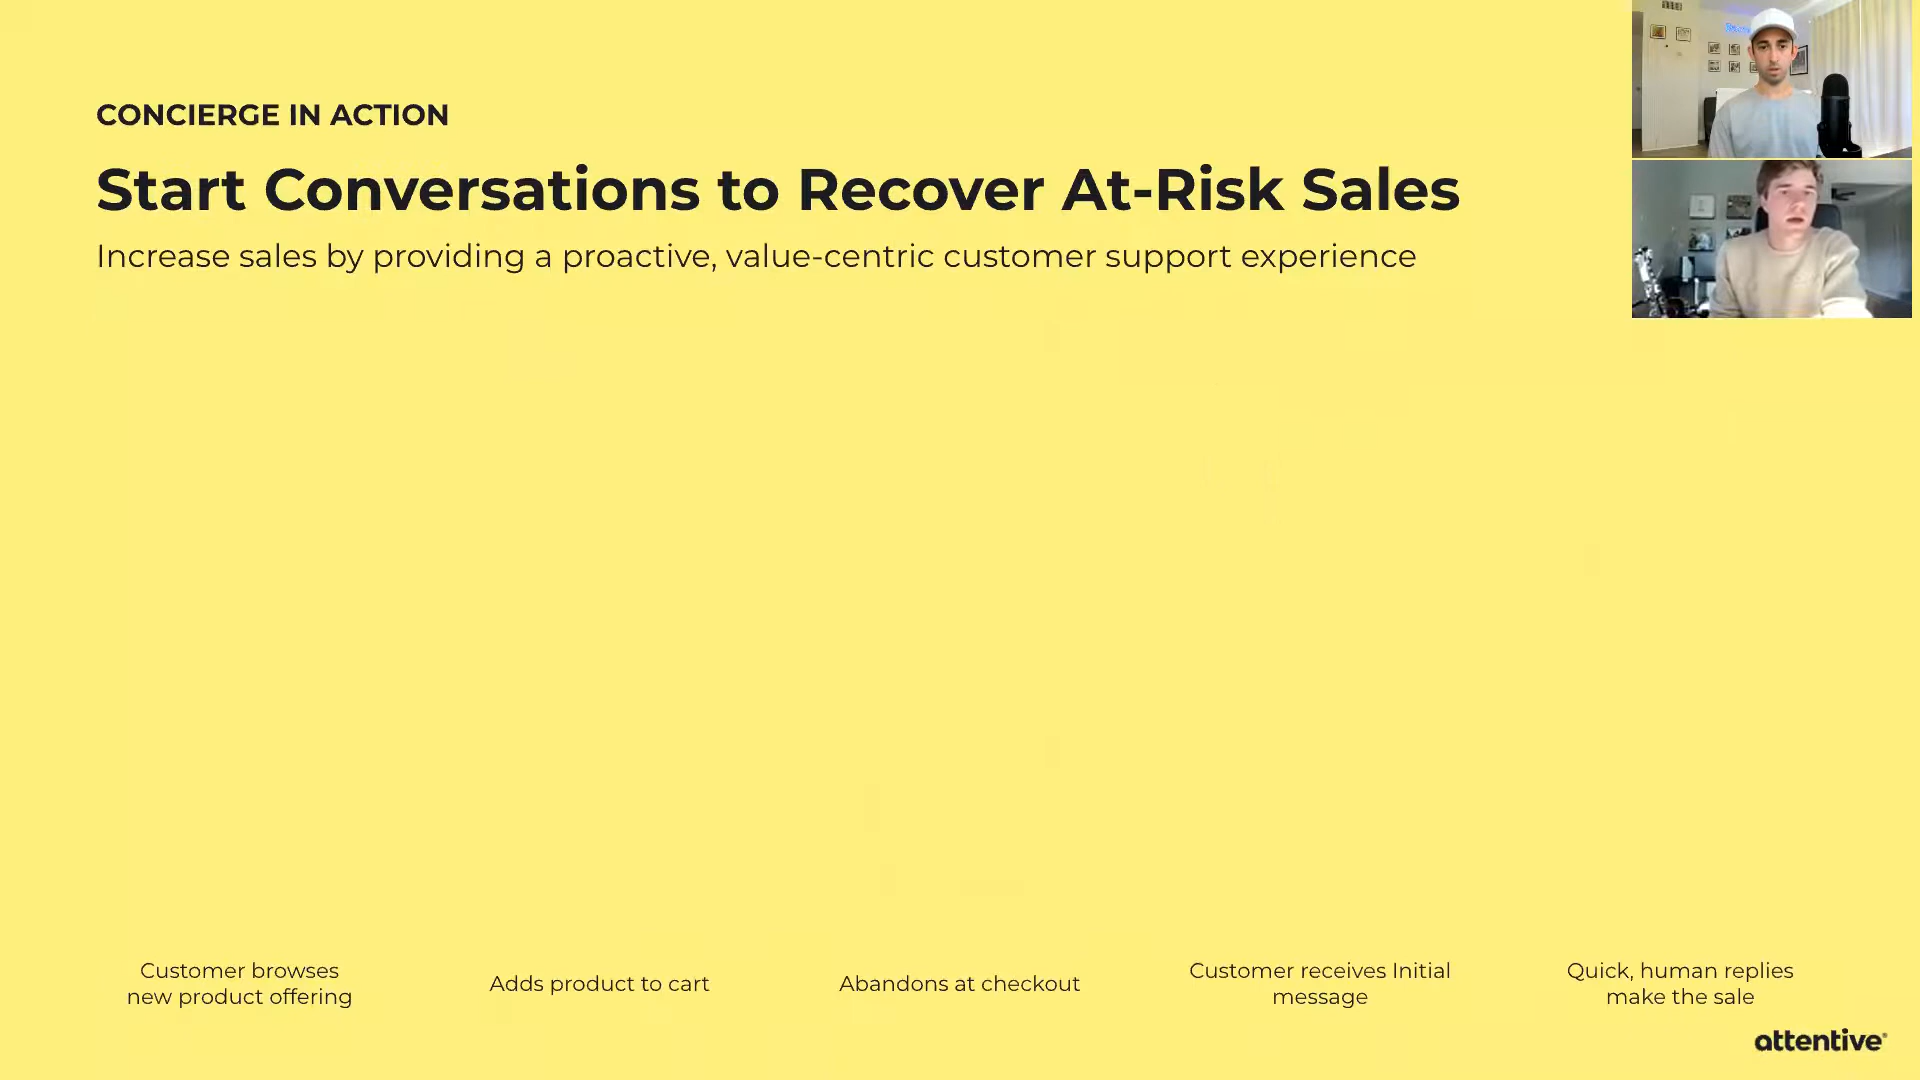 CONCIERGE IN ACTION
Start Conversations to Recover At-Risk Sales
Increase sales by providing a proactive, value-centric customer support experience
Customer browses
new product offering
Adds product to cart
Abandons at checkout
Customer receives Initial
message
Quick, human replies
make the sale
attentive